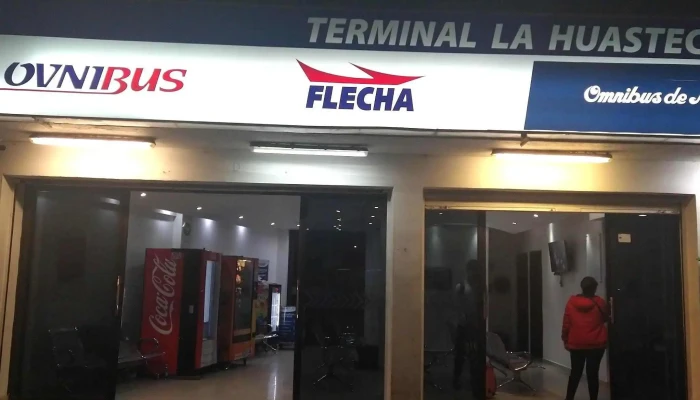 TERMINAL LA HUASTEC
OVNIBUS
FLECHA
Omnibus de
Coca-Cola